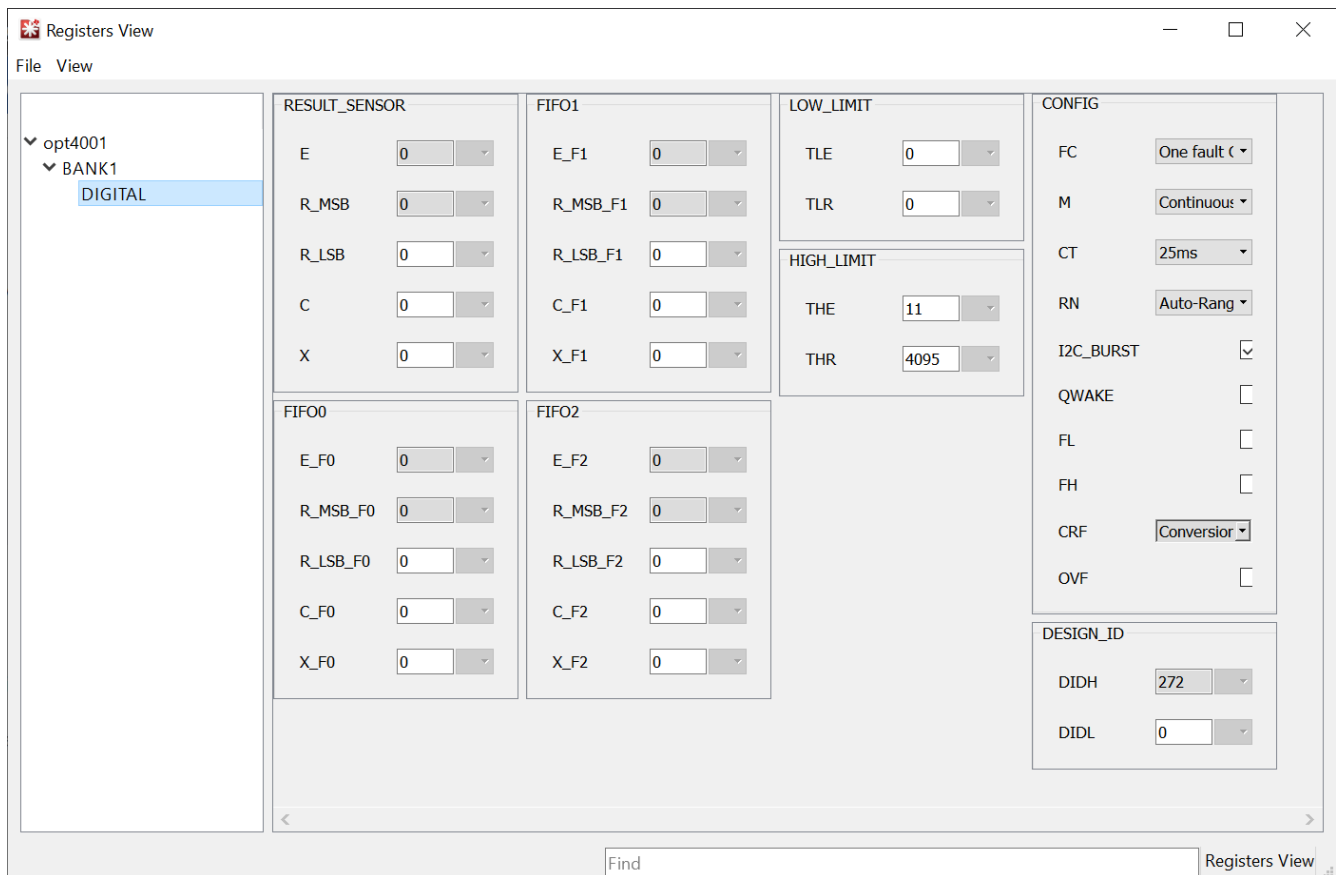 Registers View
File View
opt4001
BANK1
DIGITAL
RESULT_SENSOR
E 0
R_MSB 0
R_LSB 0
C 0
X 0
FIFO0
E_F0 0
R_MSB_F0 0
R_LSB_F0 0
C_F0 0
X_F0 0
FIFO1
E_F1 0
R_MSB_F1 0
R_LSB_F1 0
C_F1 0
X_F1 0
FIFO2
E_F2 0
R_MSB_F2 0
R_LSB_F2 0
C_F2 0
X_F2 0
LOW_LIMIT
TLE 0
TLR 0
HIGH_LIMIT
THE 11
THR 4095
CONFIG
FC One fault (
M Continuous
CT 25ms
RN Auto-Rang
I2C_BURST
QWAKE
FL
FH
CRF Conversion
OVF
DESIGN_ID
DIDH 272
DIDL 0
Find
Registers View